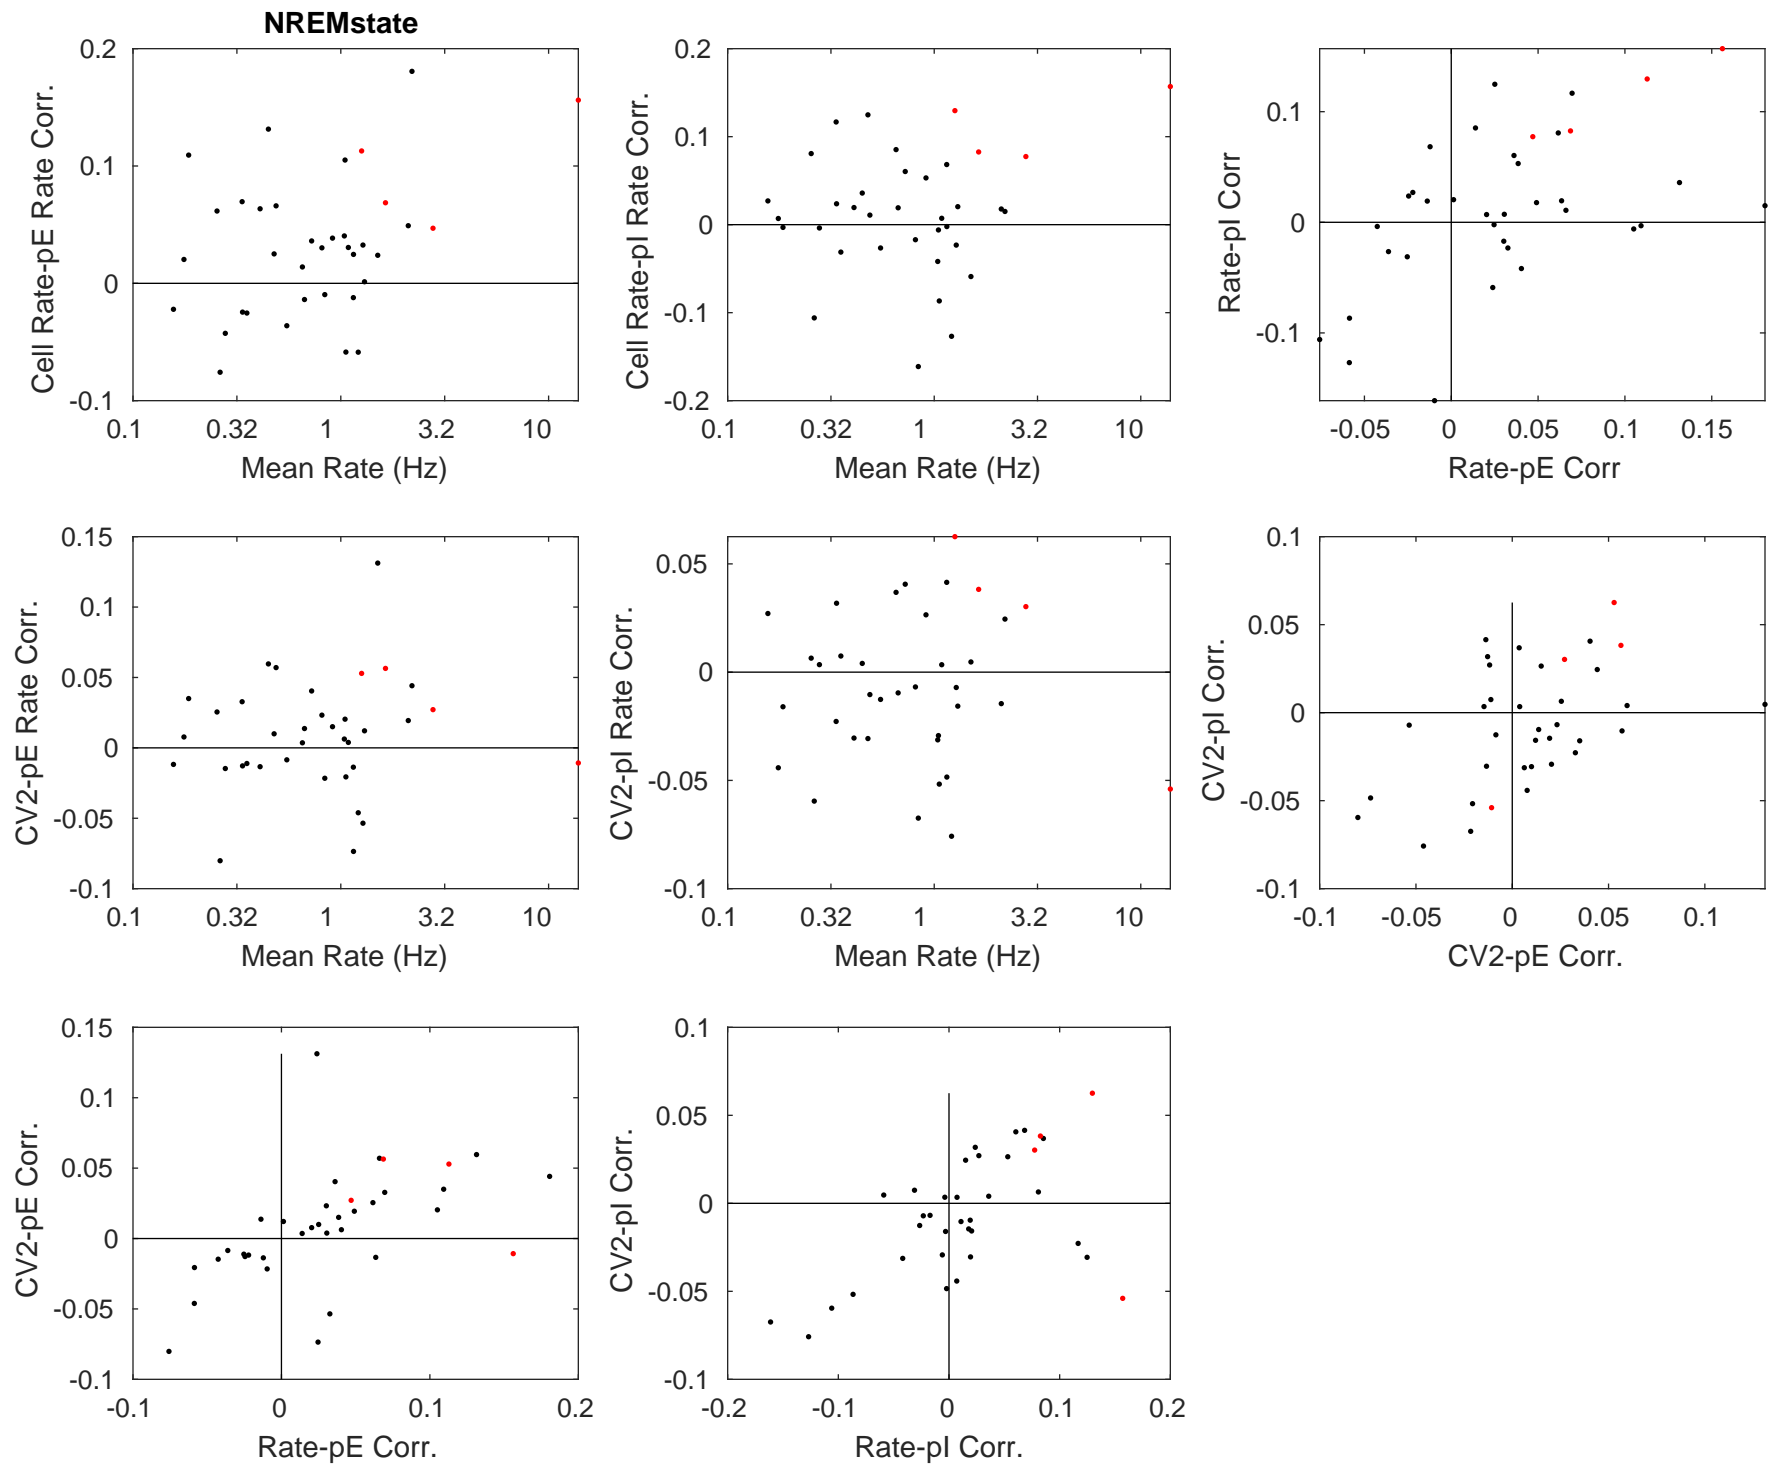 NREMstate
Cell Rate-pE Rate Corr.
0.2
0.1
0
-0.1
0.1 0.32 1 3.2 10
Mean Rate (Hz)
Cell Rate-pI Rate Corr.
0.2
0.1
0
-0.1
-0.2
0.1 0.32 1 3.2 10
Mean Rate (Hz)
Rate-pI Corr
0.1
0
-0.1
-0.05 0 0.05 0.1 0.15
Rate-pE Corr
CV2-pE Rate Corr.
0.15
0.1
0.05
0
-0.05
-0.1
0.1 0.32 1 3.2 10
Mean Rate (Hz)
CV2-pI Rate Corr.
0.05
0
-0.05
-0.1
0.1 0.32 1 3.2 10
Mean Rate (Hz)
CV2-pI Corr.
0.1
0.05
0
-0.05
-0.1
-0.1 -0.05 0 0.05 0.1
CV2-pE Corr.
CV2-pE Corr.
0.15
0.1
0.05
0
-0.05
-0.1
-0.1 0 0.1 0.2
Rate-pE Corr.
CV2-pI Corr.
0.1
0.05
0
-0.05
-0.1
-0.2 -0.1 0 0.1 0.2
Rate-pI Corr.